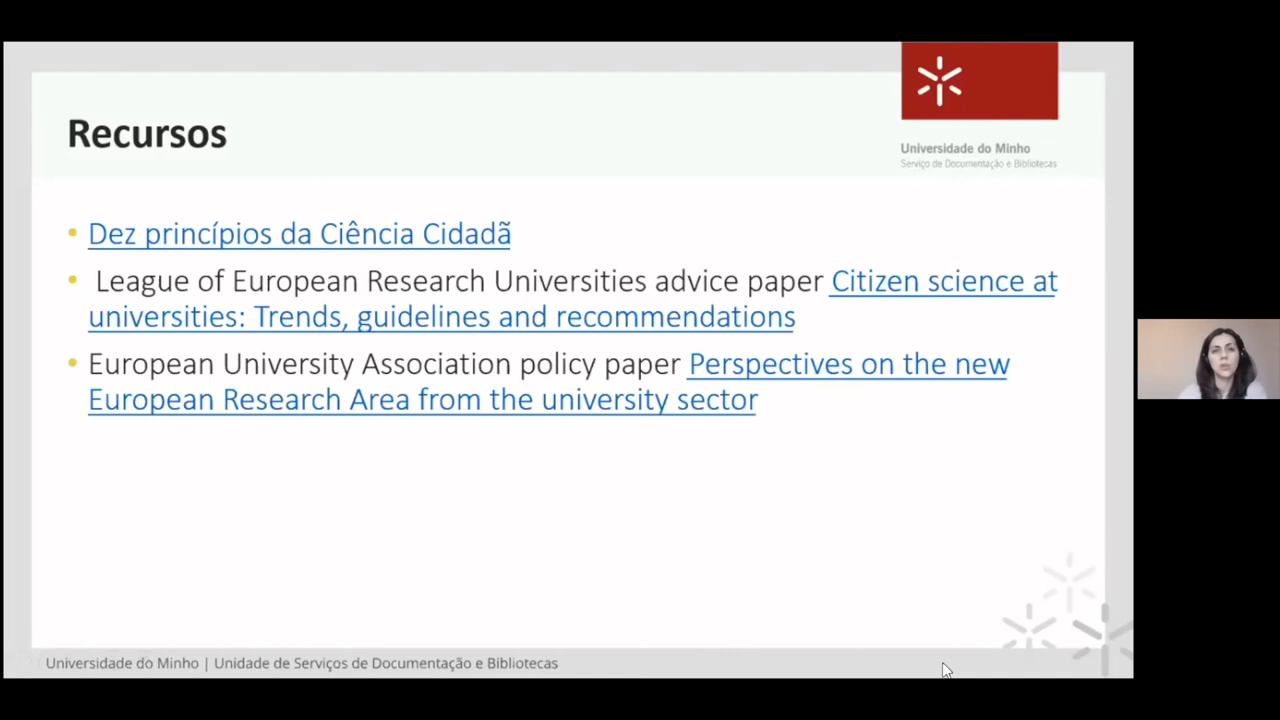 Recursos
Universidade do Minho
Serviço de Documentação e Bibliotecas
• Dez princípios da Ciência Cidadã
• League of European Research Universities advice paper Citizen science at
universities: Trends, guidelines and recommendations
• European University Association policy paper Perspectives on the new
European Research Area from the university sector
Universidade do Minho | Unidade de Serviços de Documentação e Bibliotecas